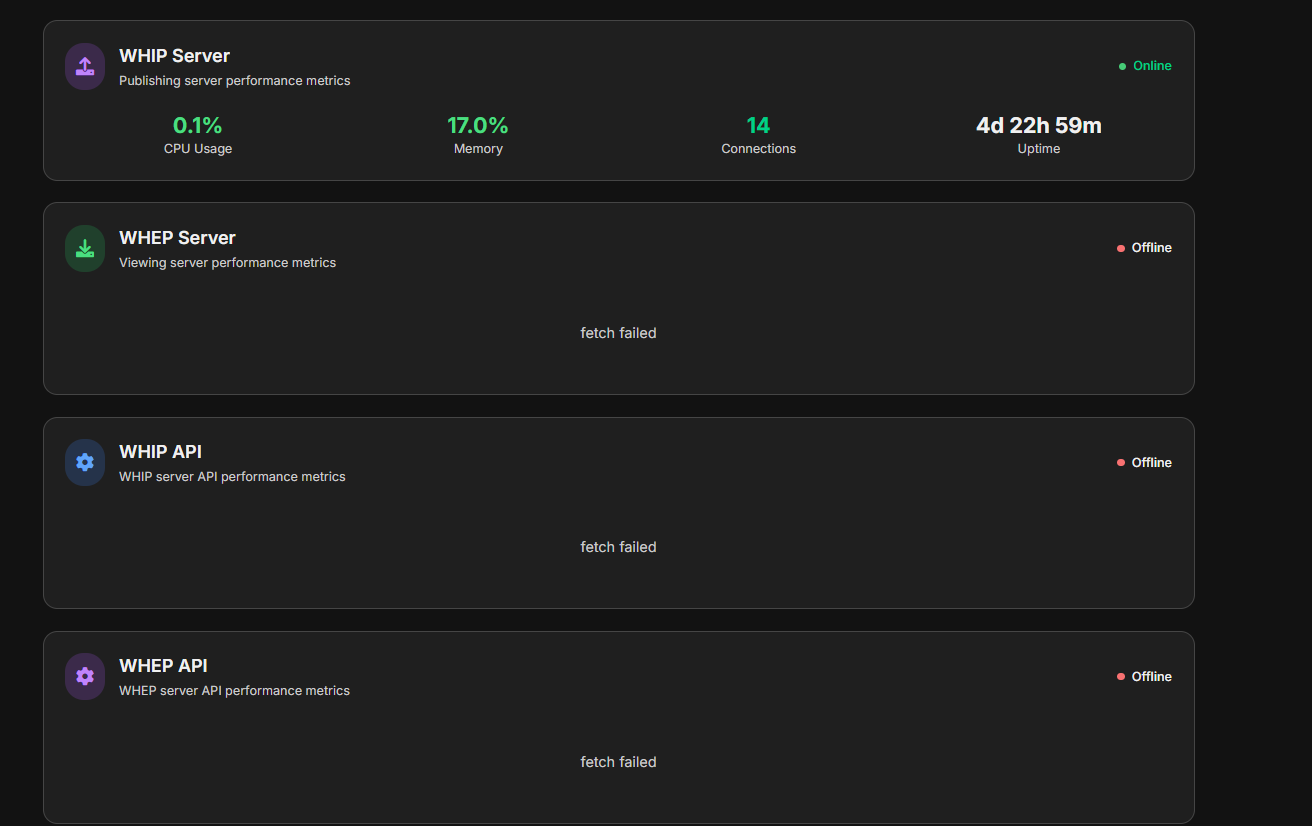 WHIP Server
Publishing server performance metrics
Online
0.1%
17.0%
14
4d 22h 59m
CPU Usage
Memory
Connections
Uptime
WHEP Server
Viewing server performance metrics
Offline
fetch failed
WHIP API
WHIP server API performance metrics
Offline
fetch failed
WHEP API
WHEP server API performance metrics
Offline
fetch failed